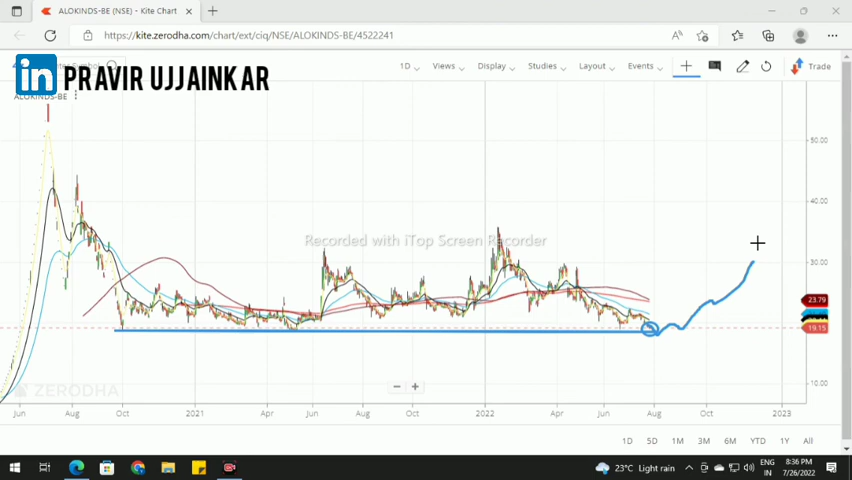 ALOKINDS-BE (NSE) - Kite Chart
https://kite.zerodha.com/chart/ext/ciq/NSE/ALOKINDS-BE/4522241
in PRAVIR UJJAINKAR
1D Views Display Studies Layout Events Trade
ALOKINDS-BE
50.00
40.00
Recorded with iTop Screen Recorder
30.00
23.79
19.15
10.00
ZERODHA
Jun Aug Oct 2021 Apr Jun Aug Oct 2022 Apr Jun Aug Oct 2023
1D 5D 1M 3M 6M YTD 1Y All
23°C Light rain ENG 8:36 PM
IN 7/26/2022